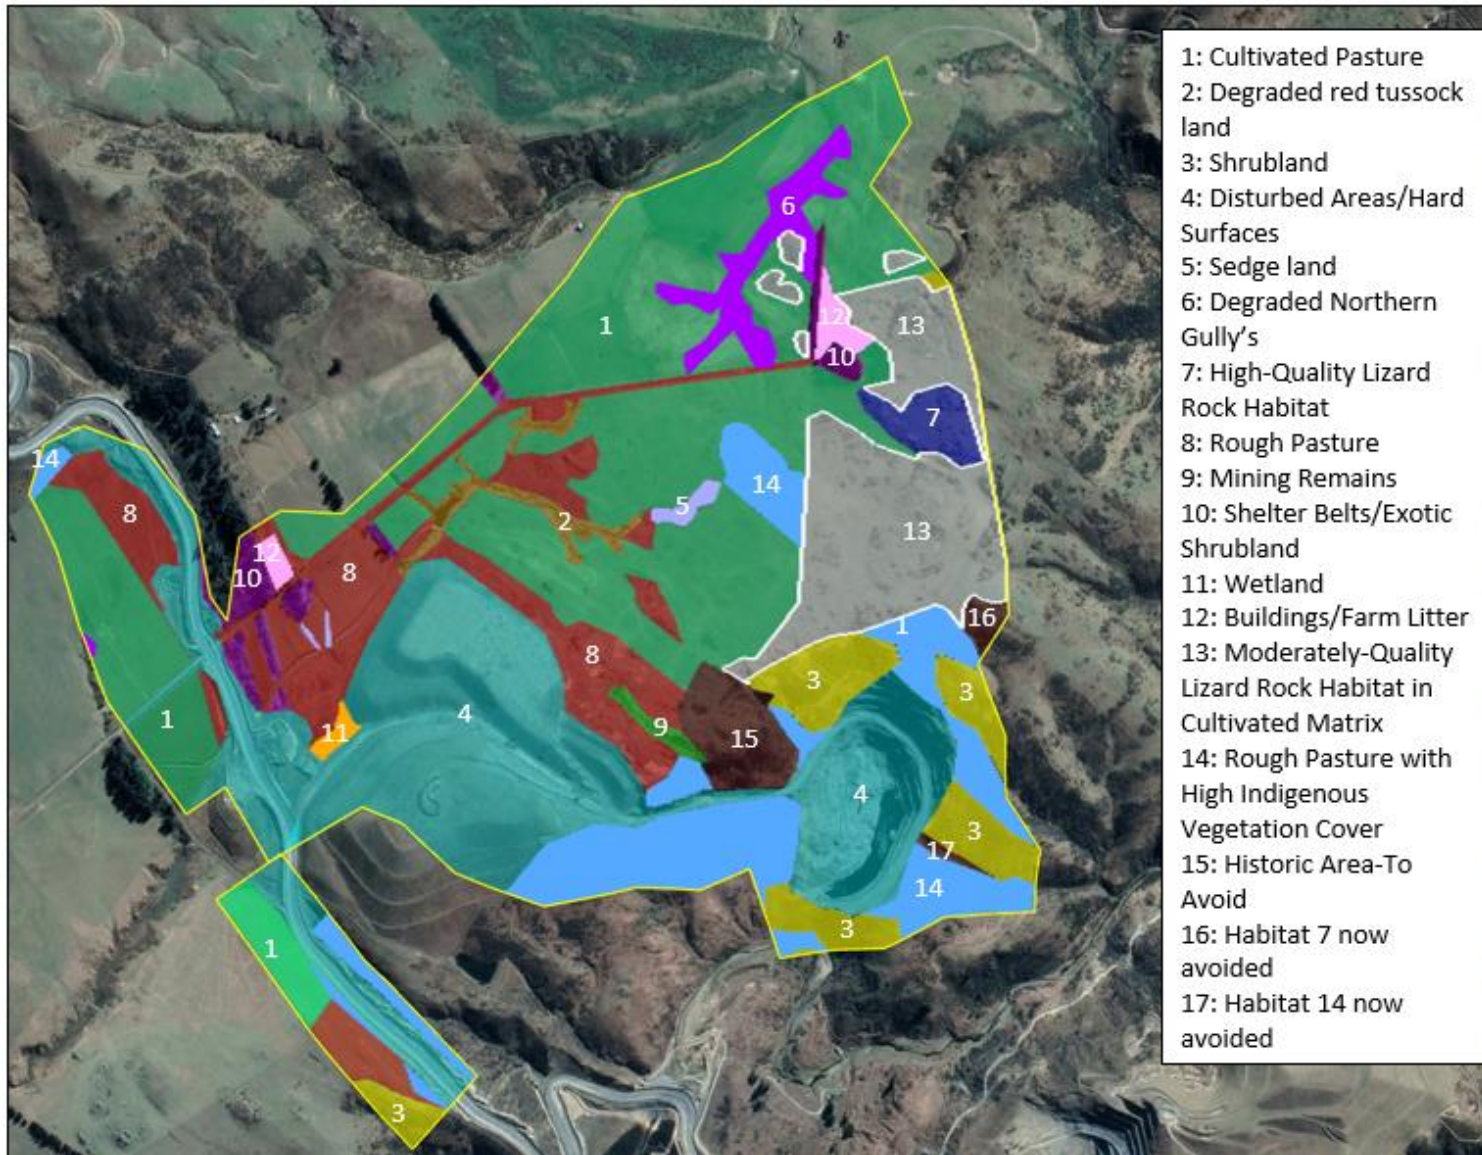 1: Cultivated Pasture
2: Degraded red tussock
land
3: Shrubland
4: Disturbed Areas/Hard
Surfaces
5: Sedge land
6: Degraded Northern
Gully's
7: High-Quality Lizard
Rock Habitat
8: Rough Pasture
9: Mining Remains
10: Shelter Belts/Exotic
Shrubland
11: Wetland
12: Buildings/Farm Litter
13: Moderately-Quality
Lizard Rock Habitat in
Cultivated Matrix
14: Rough Pasture with
High Indigenous
Vegetation Cover
15: Historic Area-To
Avoid
16: Habitat 7 now
avoided
17: Habitat 14 now
avoided
6
1
12
13
10
7
14
8
5
14
2
13
12
10
8
16
1
8
3
3
1
4
9
11
15
4
3
17
14
1
3
3